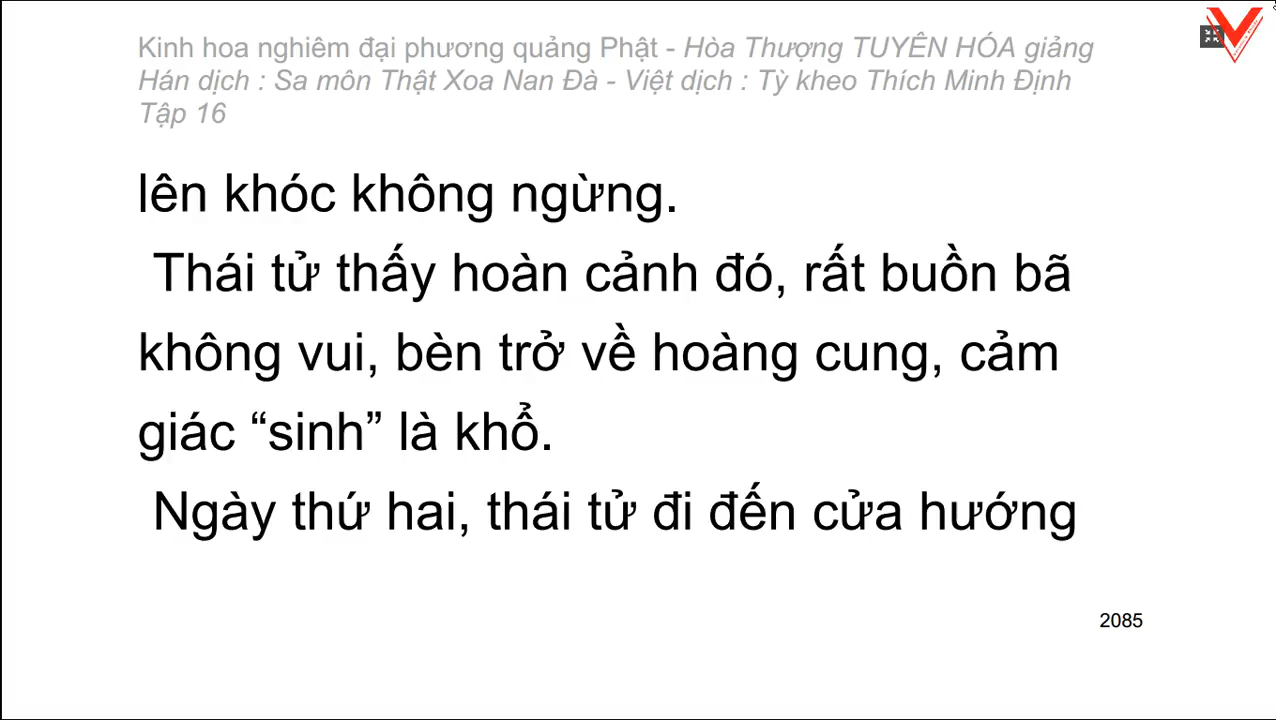 Kinh hoa nghiêm đại phương quảng Phật - Hòa Thượng TUYÊN HÓA giảng
Hán dịch : Sa môn Thật Xoa Nan Đà - Việt dịch : Tỳ kheo Thích Minh Định
Tập 16
lên khóc không ngừng.
Thái tử thấy hoàn cảnh đó, rất buồn bã
không vui, bèn trở về hoàng cung, cảm
giác “sinh” là khổ.
Ngày thứ hai, thái tử đi đến cửa hướng
2085